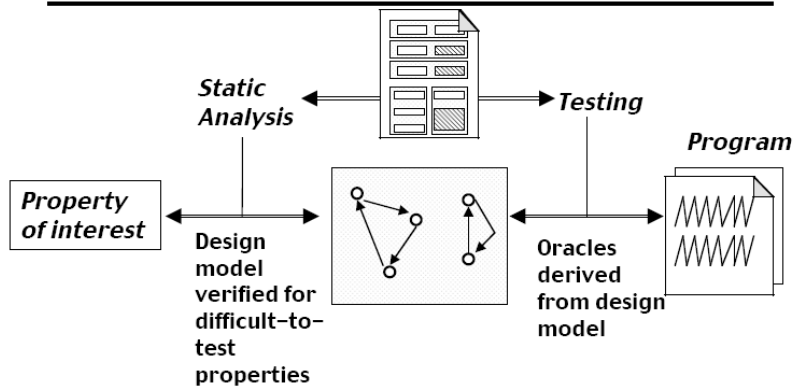 Static
Analysis
Testing
Program
Property
of interest
Design
model
verified for
difficult-to-
test
properties
Oracles
derived
from design
model